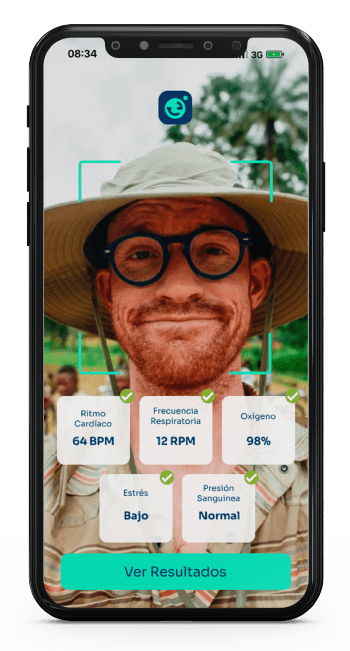 08:34
3G
Ritmo
Cardíaco
64 BPM
Frecuencia
Respiratoria
12 RPM
Oxígeno
98%
Estrés
Bajo
Presión
Sanguínea
Normal
Ver Resultados